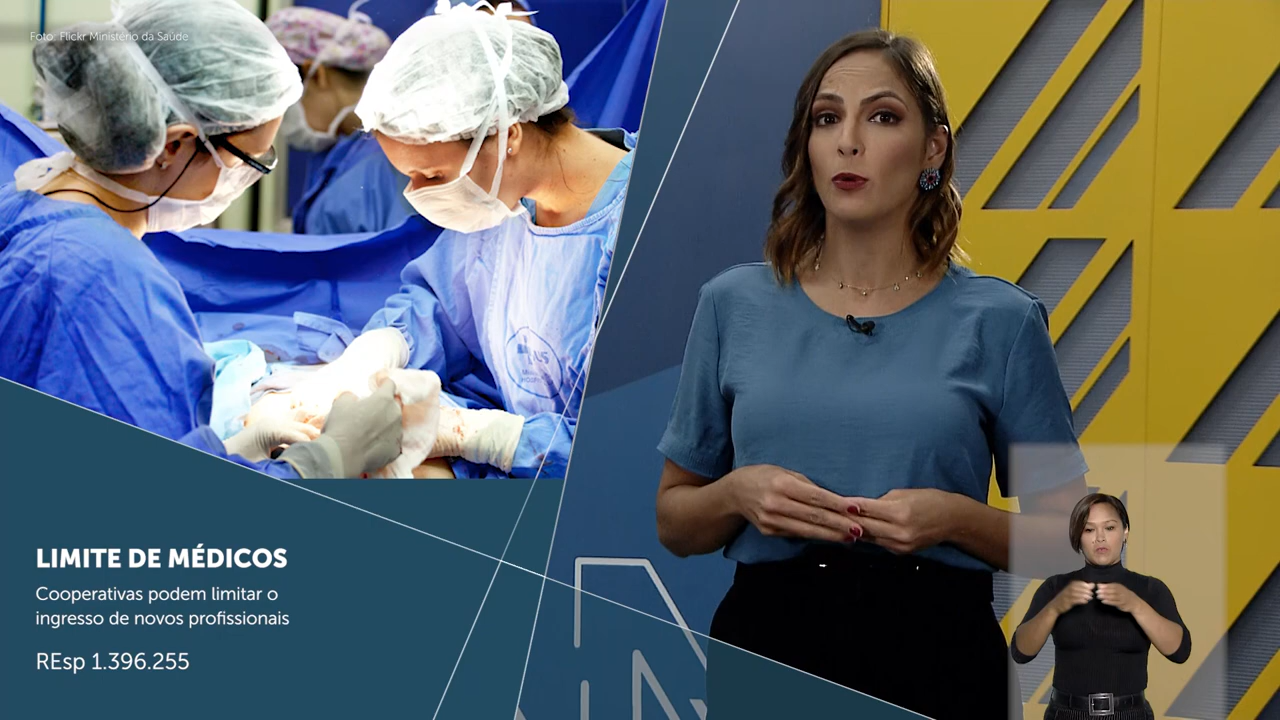 Foto: Flickr Ministério da Saúde
LIMITE DE MÉDICOS
Cooperativas podem limitar o
ingresso de novos profissionais
REsp 1.396.255